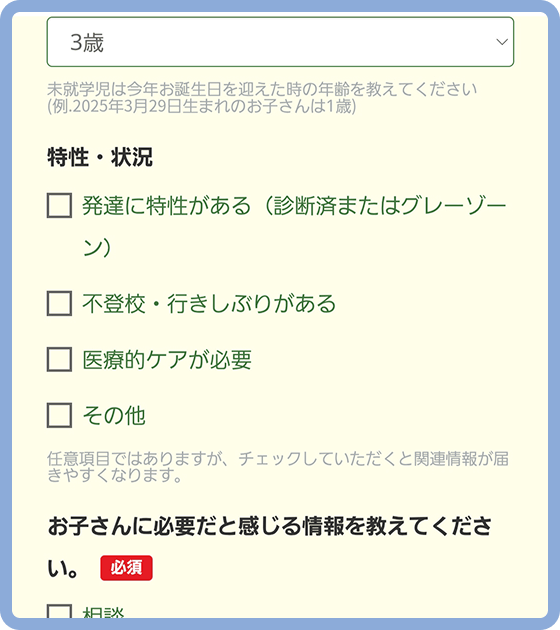 3歳
未就学児は今年お誕生日を迎えた時の年齢を教えてください
(例.2025年3月29日生まれのお子さんは1歳)
特性・状況
発達に特性がある（診断済またはグレーゾー
ン）
不登校・行きしぶりがある
医療的ケアが必要
その他
任意項目ではありますが、チェックしていただくと関連情報が届
きやすくなります。
お子さんに必要だと感じる情報を教えてくださ
い。 必須
相談